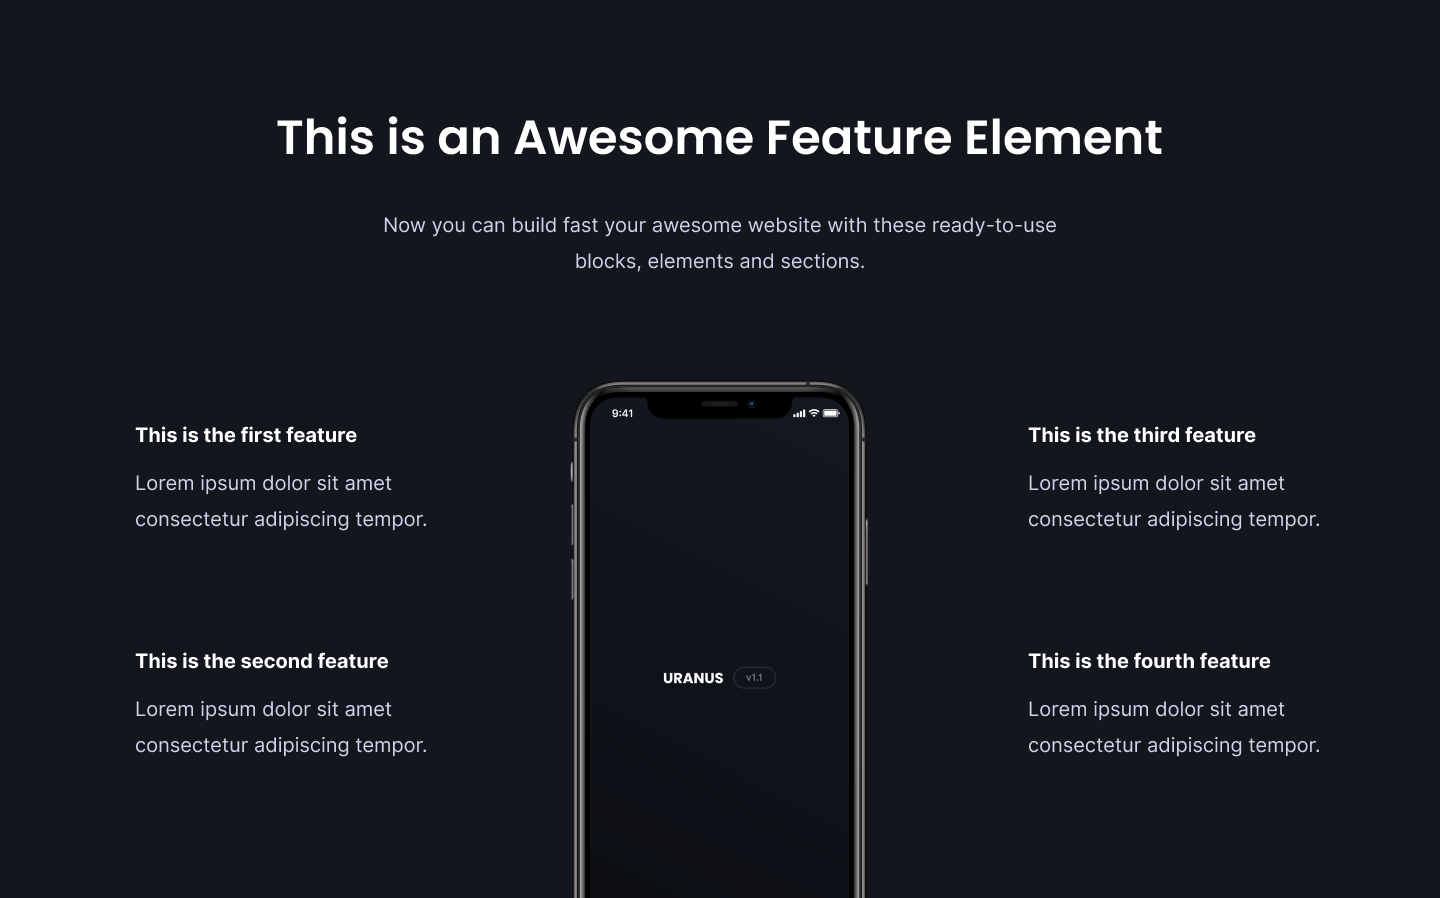 This is an Awesome Feature Element
Now you can build fast your awesome website with these ready-to-use
blocks, elements and sections.
9:41
This is the first feature
Lorem ipsum dolor sit amet
consectetur adipiscing tempor.
This is the second feature
Lorem ipsum dolor sit amet
consectetur adipiscing tempor.
URANUS v1.1
This is the third feature
Lorem ipsum dolor sit amet
consectetur adipiscing tempor.
This is the fourth feature
Lorem ipsum dolor sit amet
consectetur adipiscing tempor.